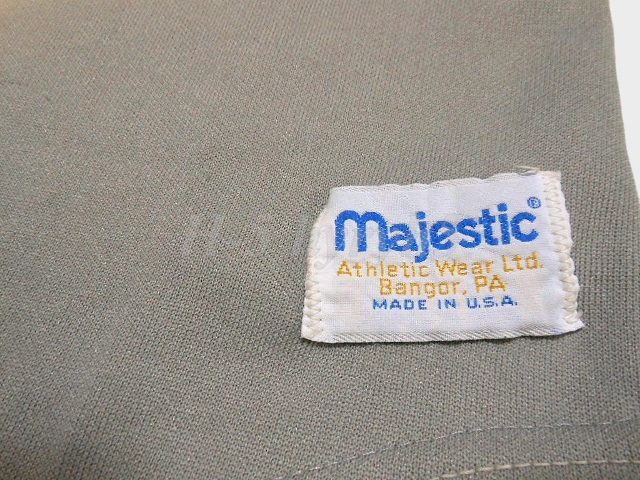 Majestic®
Athletic Wear Ltd.
Bangor, PA
MADE IN U.S.A.